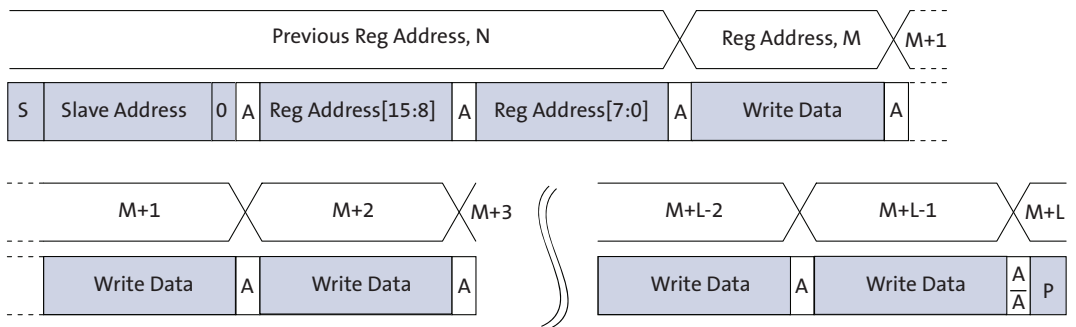 Previous Reg Address, N Reg Address, M M+1
S Slave Address 0 A Reg Address[15:8] A Reg Address[7:0] A Write Data A
M+1 M+2 M+3 M+L-2 M+L-1 M+L
Write Data A Write Data A Write Data A Write Data A/A̅ P